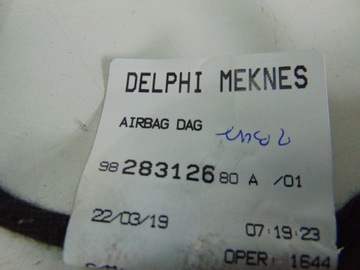 DELPHI MEKNES
AIRBAG DAG
98 283126 80 A /01
22/03/19 07:19:23
OPER: 1644